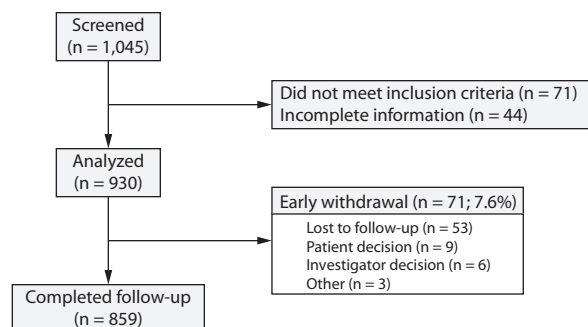 Screened
(n = 1,045)
Did not meet inclusion criteria (n = 71)
Incomplete information (n = 44)
Analyzed
(n = 930)
Early withdrawal (n = 71; 7.6%)
Lost to follow-up (n = 53)
Patient decision (n = 9)
Investigator decision (n = 6)
Other (n = 3)
Completed follow-up
(n = 859)